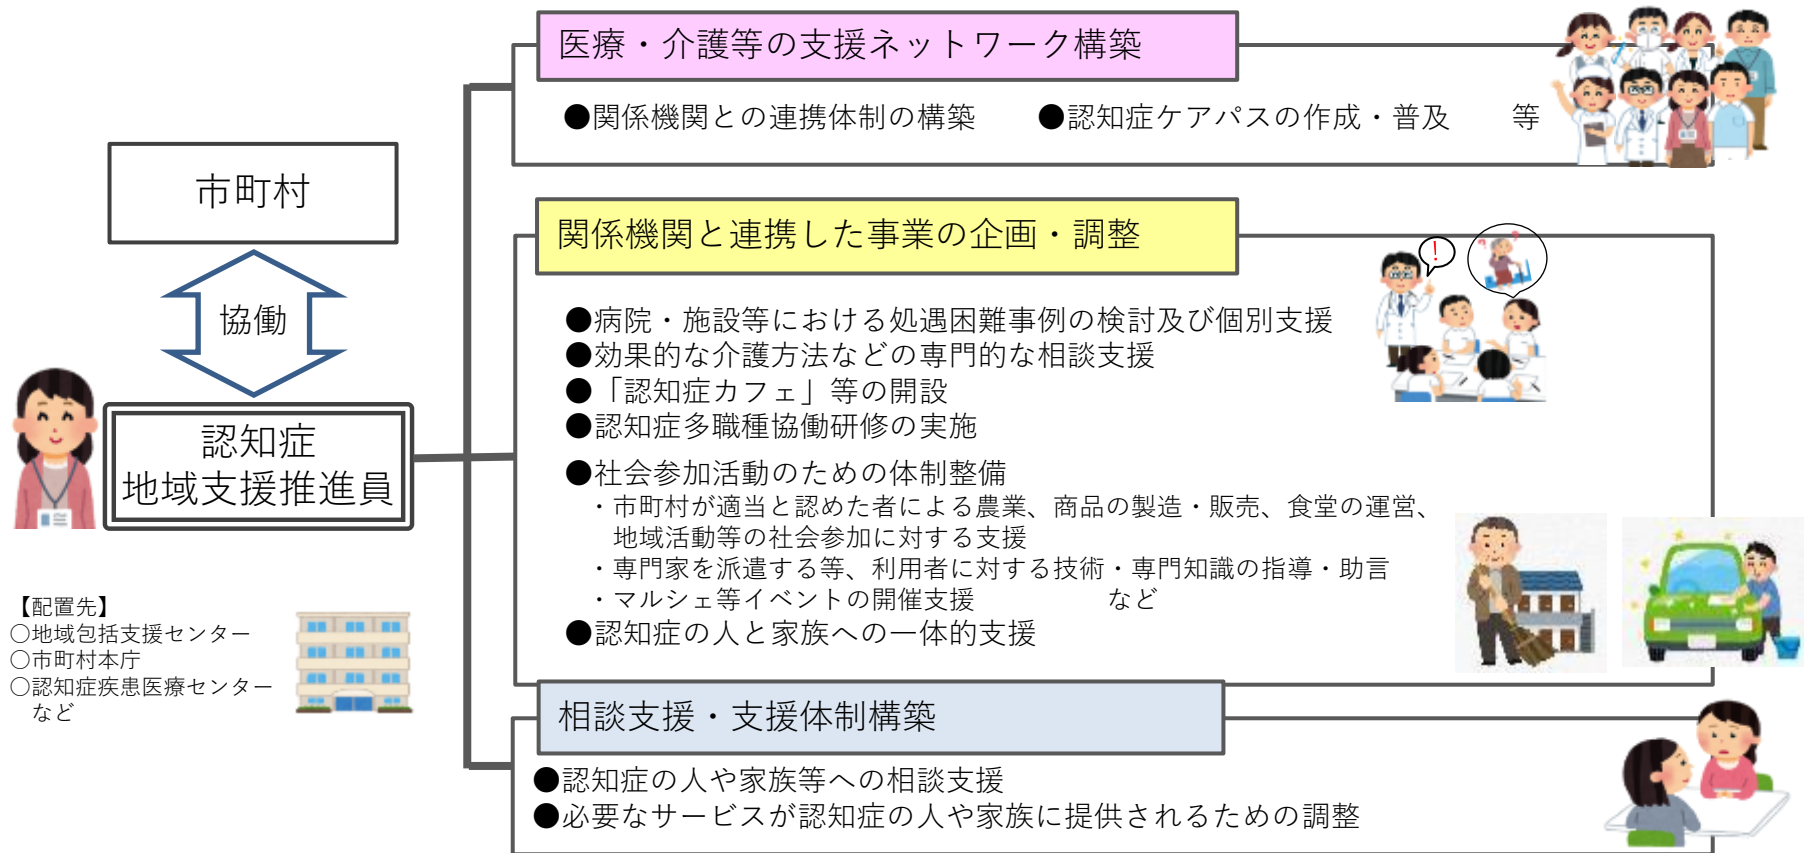 医療・介護等の支援ネットワーク構築
●関係機関との連携体制の構築　●認知症ケアパスの作成・普及　等
市町村
協働
認知症
地域支援推進員
【配置先】
○地域包括支援センター
○市町村本庁
○認知症疾患医療センター
など
関係機関と連携した事業の企画・調整
●病院・施設等における処遇困難事例の検討及び個別支援
●効果的な介護方法などの専門的な相談支援
●「認知症カフェ」等の開設
●認知症多職種協働研修の実施
●社会参加活動のための体制整備
・市町村が適当と認めた者による農業、商品の製造・販売、食堂の運営、
地域活動等の社会参加に対する支援
・専門家を派遣する等、利用者に対する技術・専門知識の指導・助言
・マルシェ等イベントの開催支援　など
●認知症の人と家族への一体的支援
!
? ?
相談支援・支援体制構築
●認知症の人や家族等への相談支援
●必要なサービスが認知症の人や家族に提供されるための調整